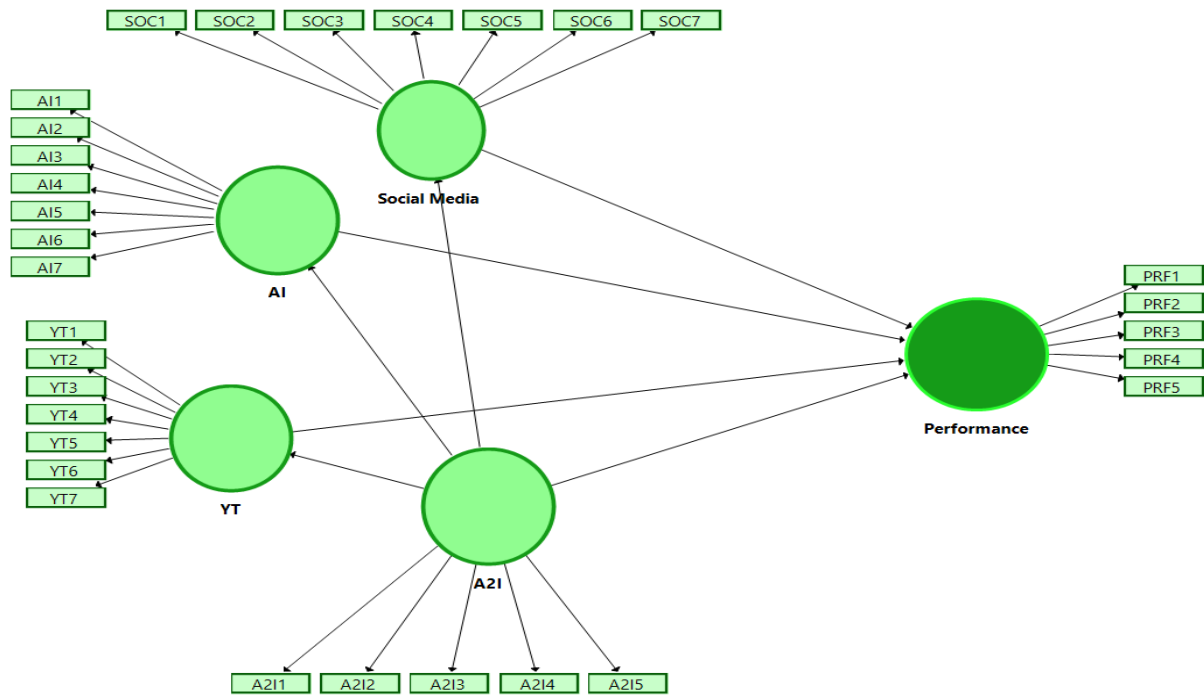 SOC1 SOC2 SOC3 SOC4 SOC5 SOC6 SOC7
Social Media
AI1
AI2
AI3
AI4
AI5
AI6
AI7
AI
YT1
YT2
YT3
YT4
YT5
YT6
YT7
YT
A2I
A2I1 A2I2 A2I3 A2I4 A2I5
PRF1
PRF2
PRF3
PRF4
PRF5
Performance